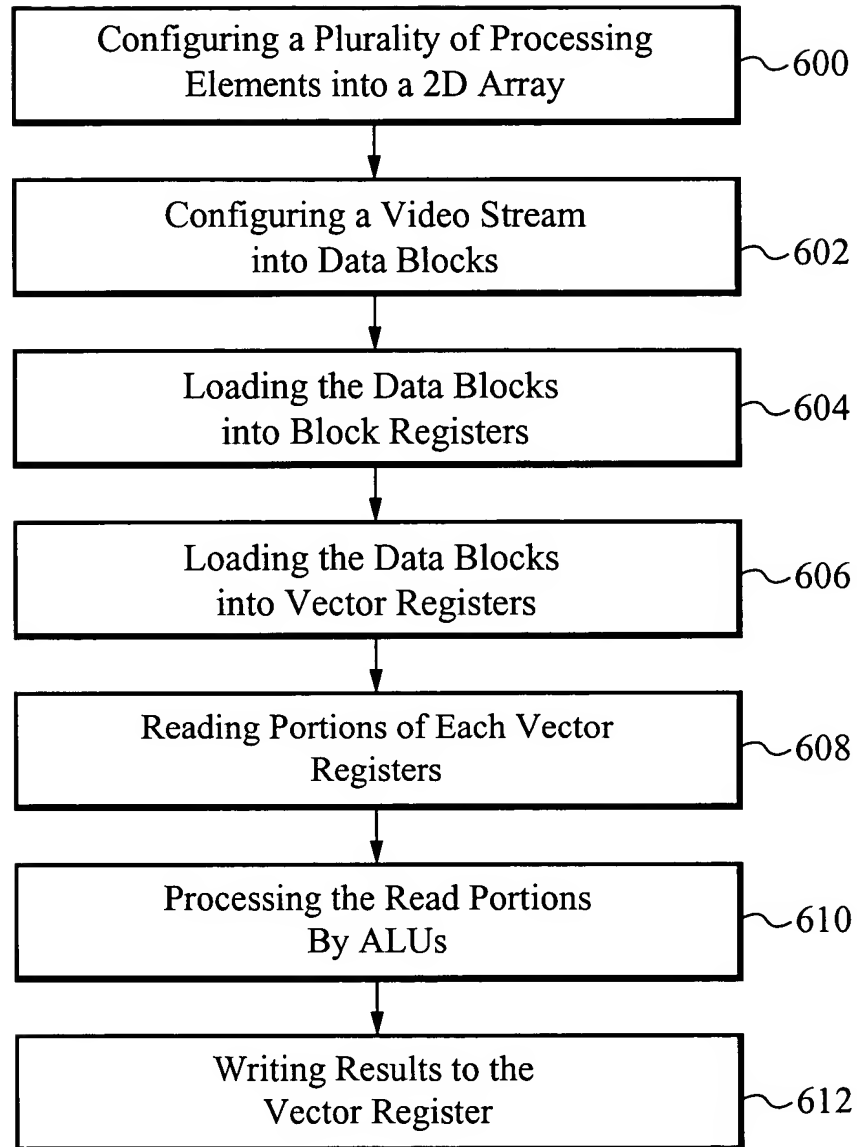 Configuring a Plurality of Processing
Elements into a 2D Array
600
Configuring a Video Stream
into Data Blocks
602
Loading the Data Blocks
into Block Registers
604
Loading the Data Blocks
into Vector Registers
606
Reading Portions of Each Vector
Registers
608
Processing the Read Portions
By ALUs
610
Writing Results to the
Vector Register
612